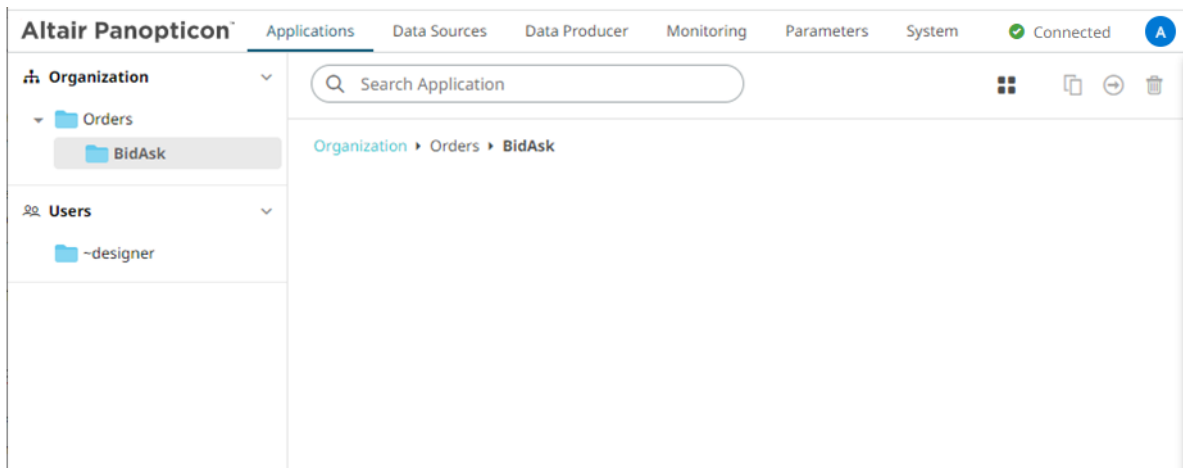 Altair Panopticon™ Applications Data Sources Data Producer Monitoring Parameters System Connected A
Organization
Search Application
Orders
BidAsk
Organization Orders BidAsk
Users
~designer